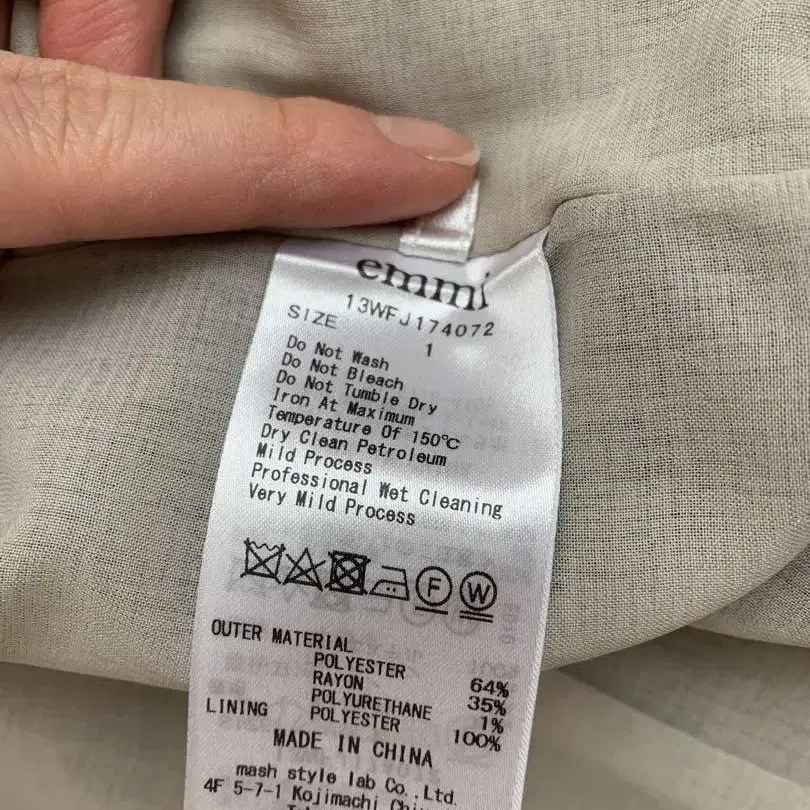 emmi
13WFJ174072
SIZE 1
Do Not Wash
Do Not Bleach
Do Not Tumble Dry
Iron At Maximum
Temperature Of 150℃
Dry Clean Petroleum
Mild Process
Professional Wet Cleaning
Very Mild Process
F W
OUTER MATERIAL
POLYESTER 64%
RAYON 35%
POLYURETHANE 1%
LINING POLYESTER 100%
MADE IN CHINA
mash style lab Co.,Ltd.
4F 5-7-1 Kojimachi